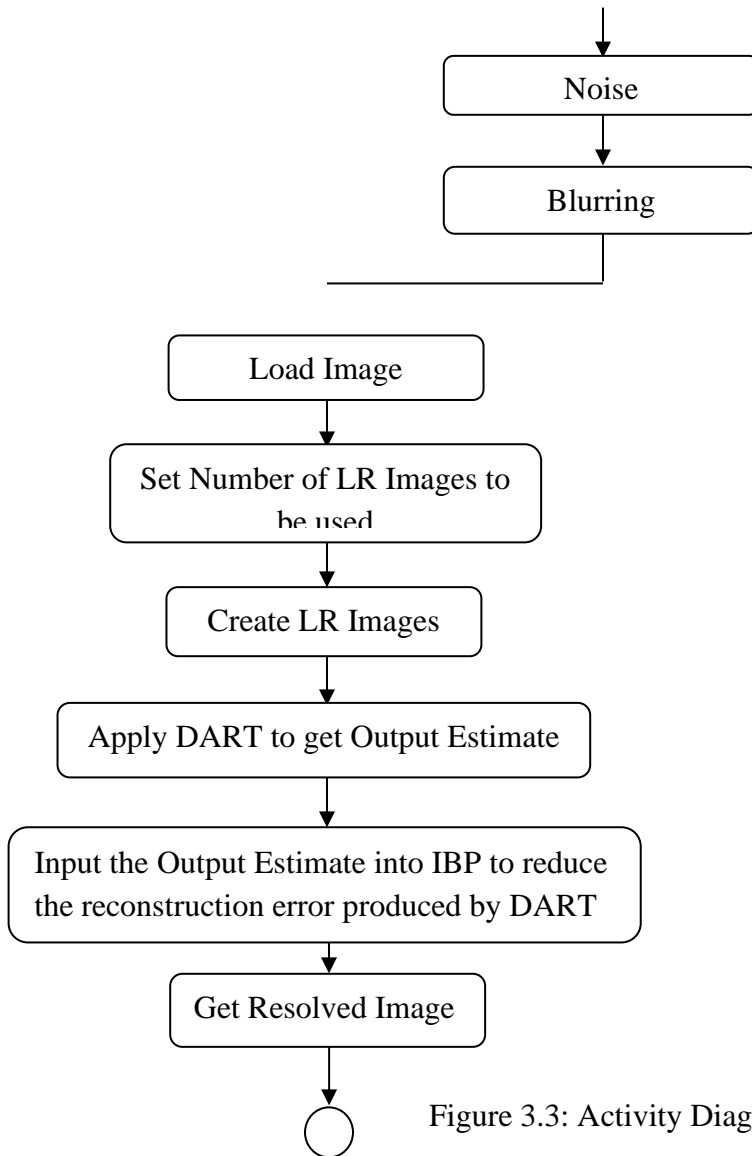 Noise
Blurring
Load Image
Set Number of LR Images to
be used
Create LR Images
Apply DART to get Output Estimate
Input the Output Estimate into IBP to reduce
the reconstruction error produced by DART
Get Resolved Image
Figure 3.3: Activity Diag